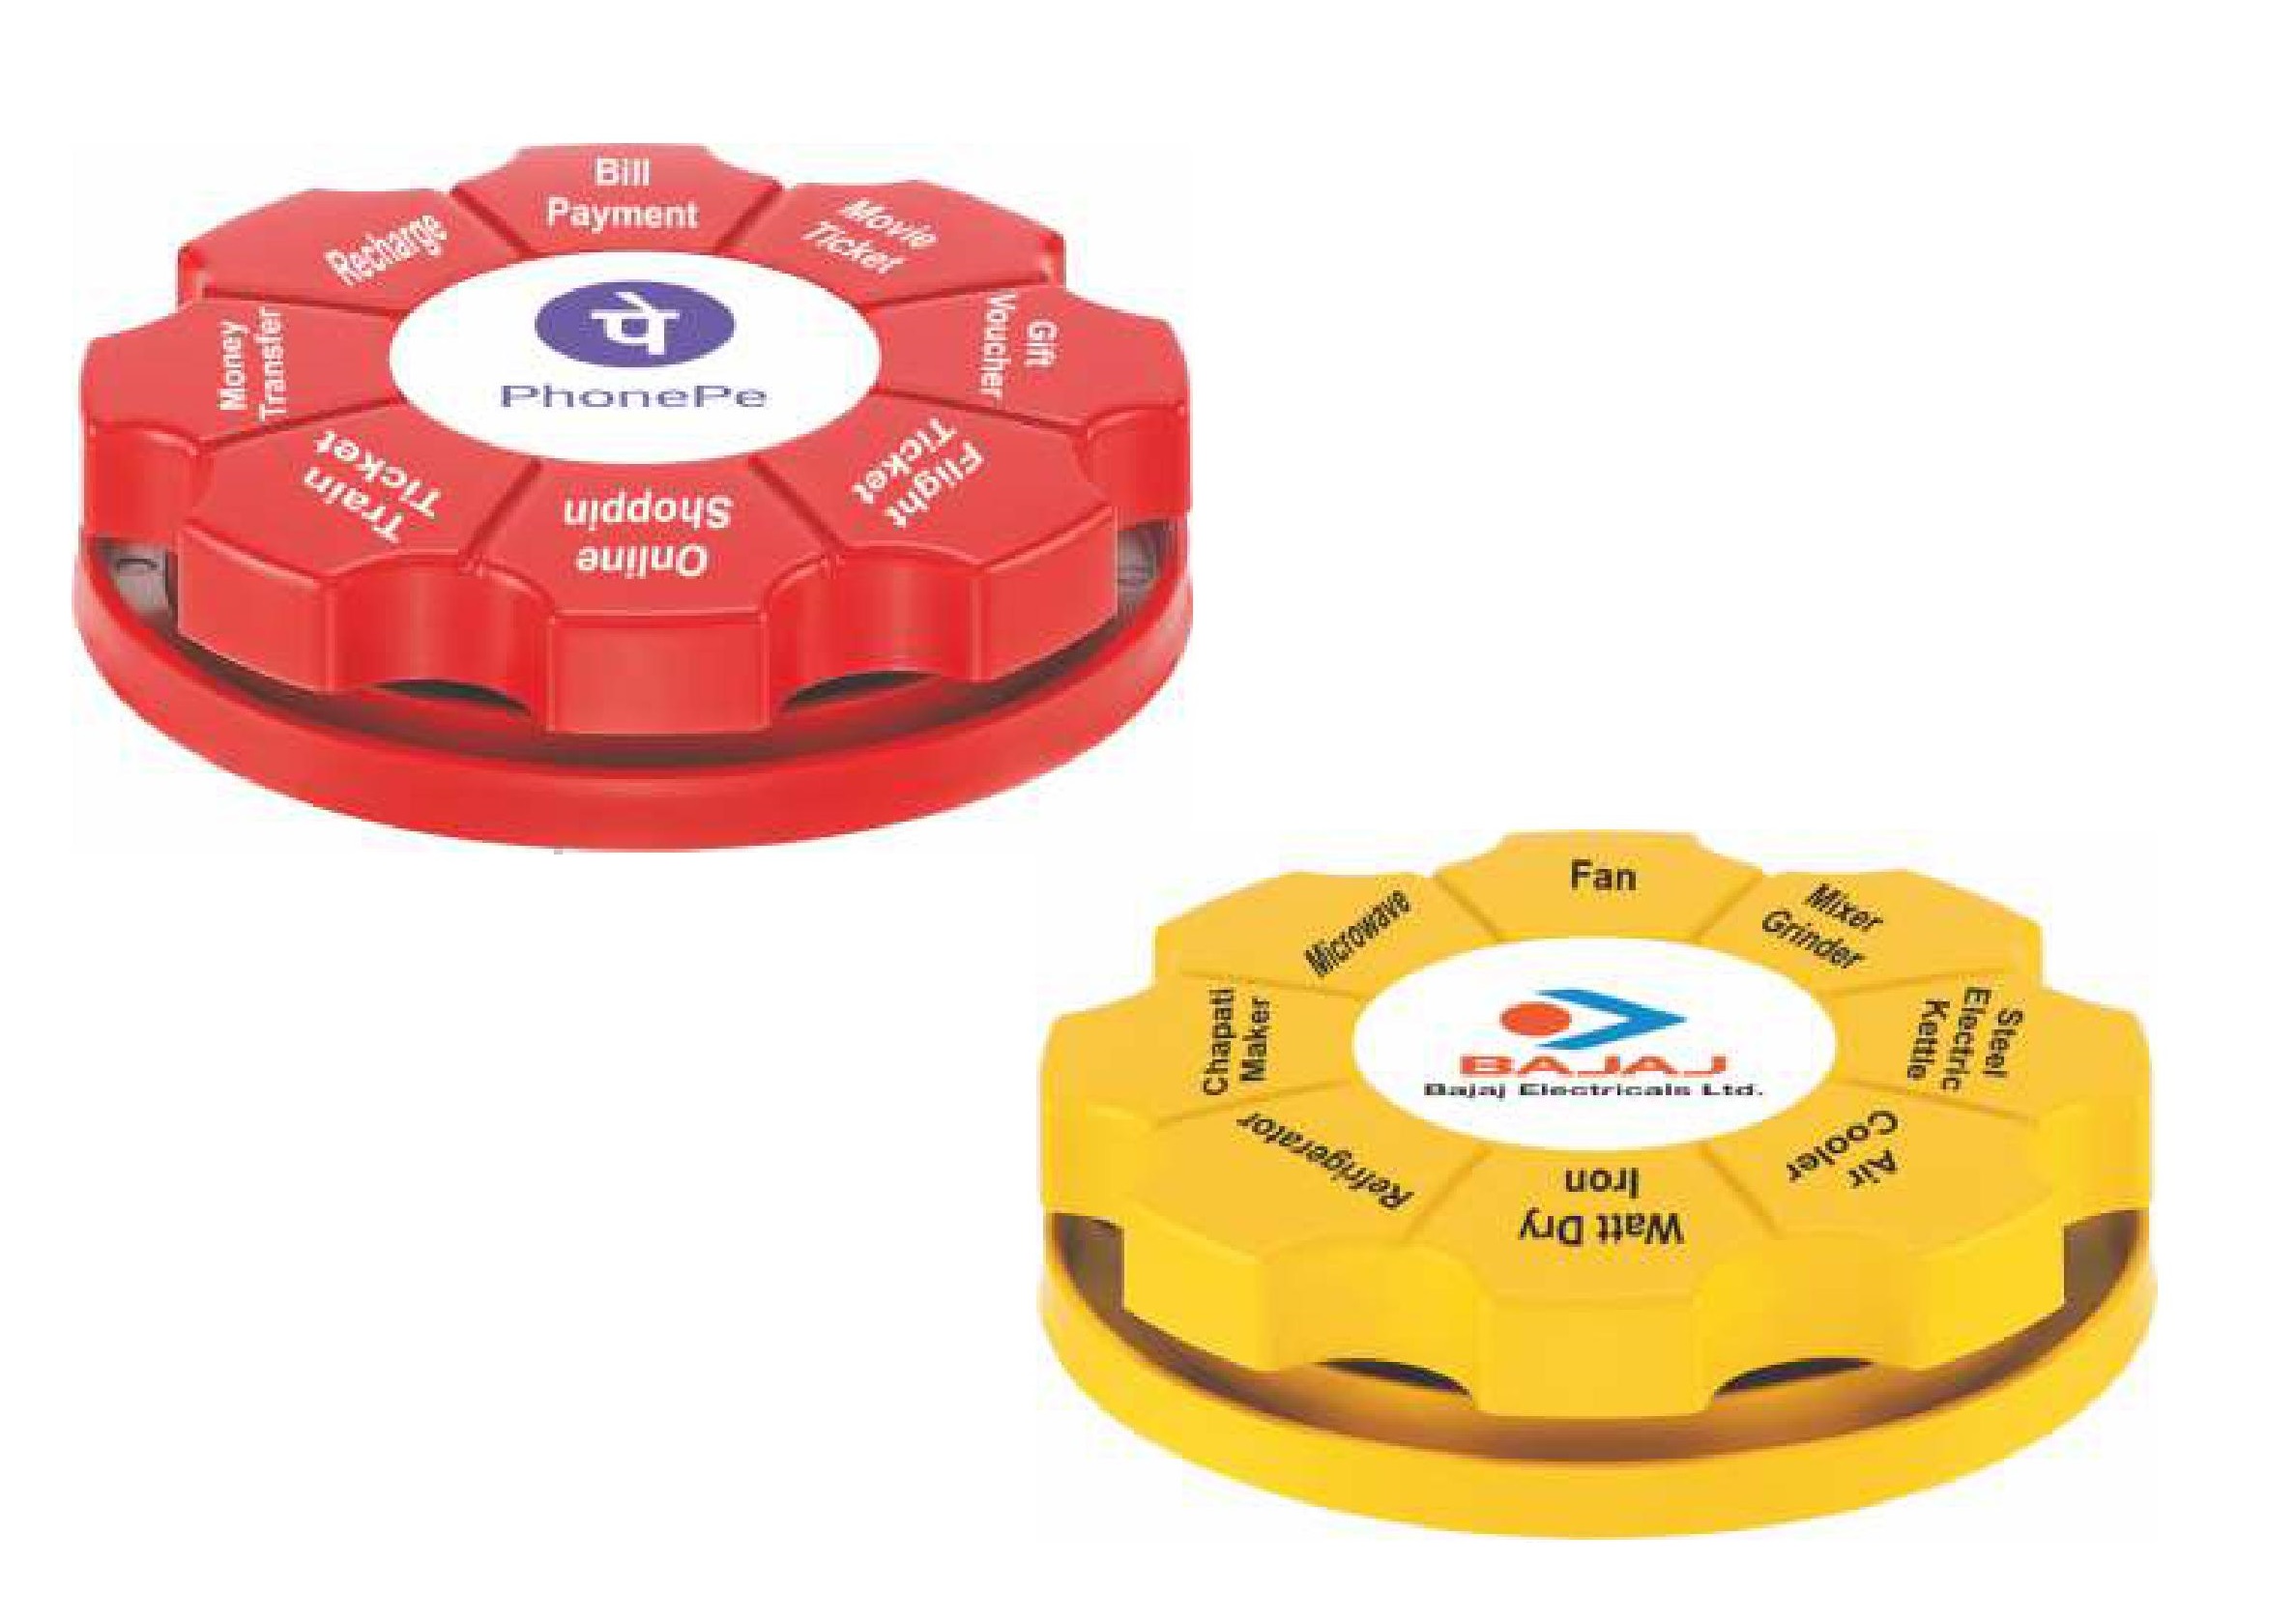 Bill
Payment
Movie
Ticket
Gift
Voucher
Flight
Ticket
Online
Shoppin
Train
Ticket
Money
Transfer
Recharge
पे
PhonePe
Fan
Mixer
Grinder
Steel
Electric
Kettle
Air
Cooler
Watt Dry
Iron
Refrigerator
Chapati
Maker
Microwave
BAJAJ
Bajaj Electricals Ltd.